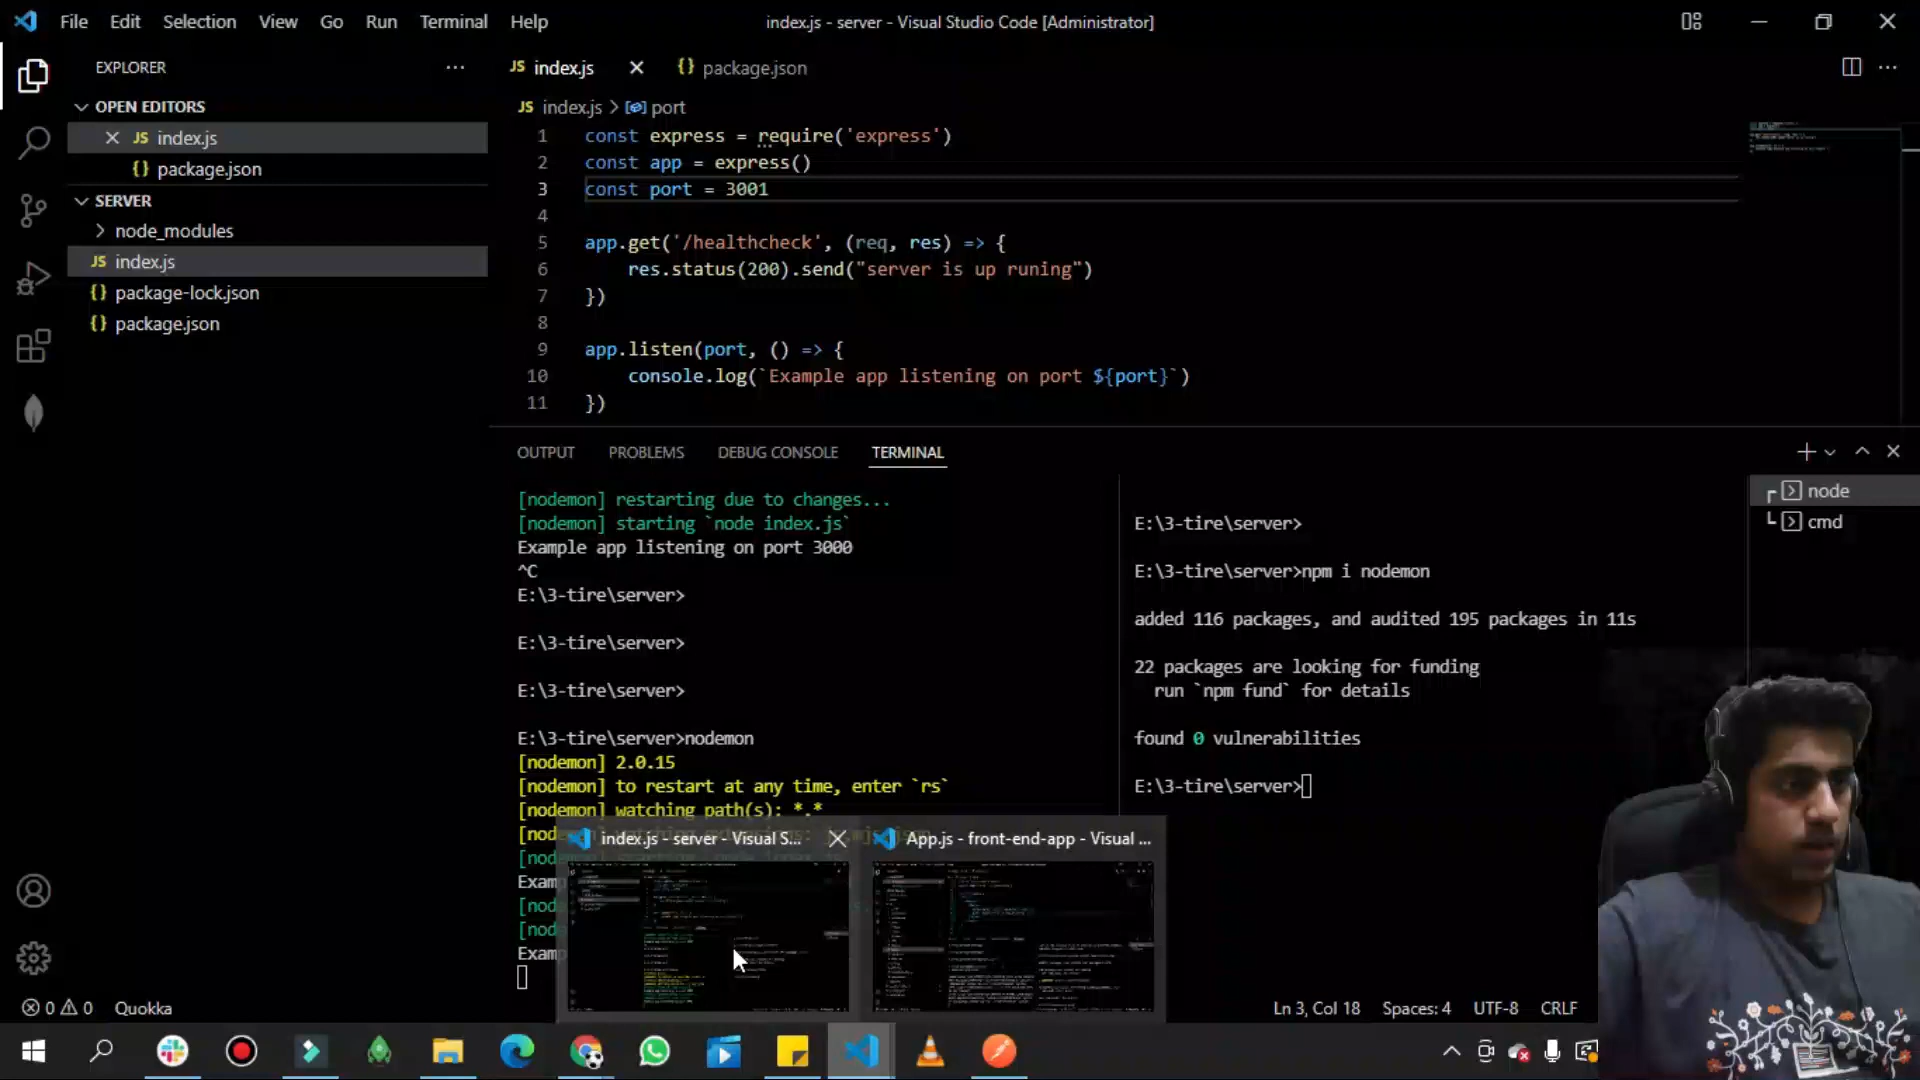 File Edit Selection View Go Run Terminal Help
index.js - server - Visual Studio Code [Administrator]
EXPLORER
OPEN EDITORS
JS index.js
{} package.json
SERVER
node_modules
JS index.js
{} package-lock.json
{} package.json
JS index.js
{} package.json
JS index.js > port
1 const express = require('express')
2 const app = express()
3 const port = 3001
4
5 app.get('/healthcheck', (req, res) => {
6 res.status(200).send("server is up runing")
7 })
8
9 app.listen(port, () => {
10 console.log(`Example app listening on port ${port}`)
11 })
OUTPUT PROBLEMS DEBUG CONSOLE TERMINAL
[nodemon] restarting due to changes...
[nodemon] starting `node index.js`
Example app listening on port 3000
^C
E:\3-tire\server>
E:\3-tire\server>
E:\3-tire\server>
E:\3-tire\server>nodemon
[nodemon] 2.0.15
[nodemon] to restart at any time, enter `rs`
[nodemon] watching path(s): *.*
E:\3-tire\server>
E:\3-tire\server>npm i nodemon
added 116 packages, and audited 195 packages in 11s
22 packages are looking for funding
run `npm fund` for details
found 0 vulnerabilities
E:\3-tire\server>
node
cmd
index.js - server - Visual S...
App.js - front-end-app - Visual ...
0 0 Quokka
Ln 3, Col 18 Spaces: 4 UTF-8 CRLF